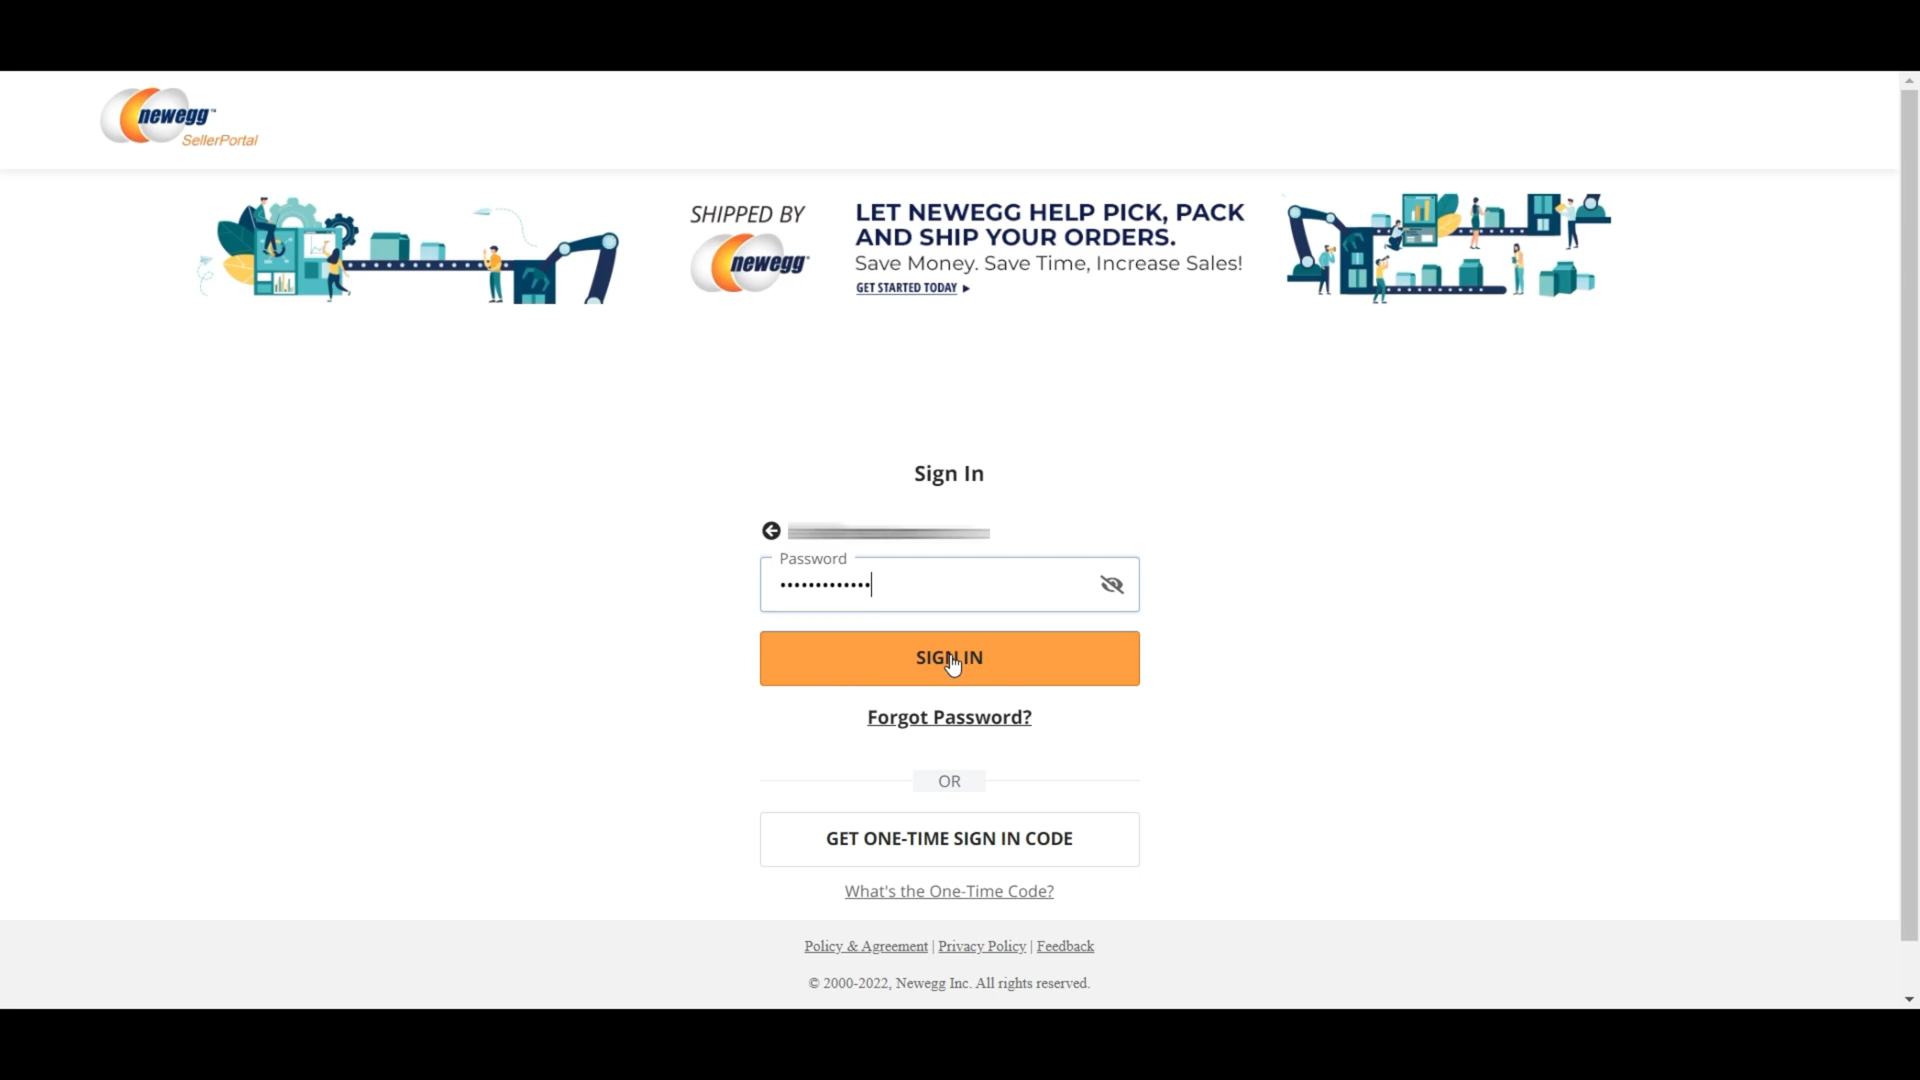 newegg™
SellerPortal
SHIPPED BY
newegg
LET NEWEGG HELP PICK, PACK
AND SHIP YOUR ORDERS.
Save Money. Save Time, Increase Sales!
GET STARTED TODAY ▸
Sign In
Password
•••••••••••••
SIGN IN
Forgot Password?
OR
GET ONE-TIME SIGN IN CODE
What's the One-Time Code?
Policy & Agreement | Privacy Policy | Feedback
© 2000-2022, Newegg Inc. All rights reserved.